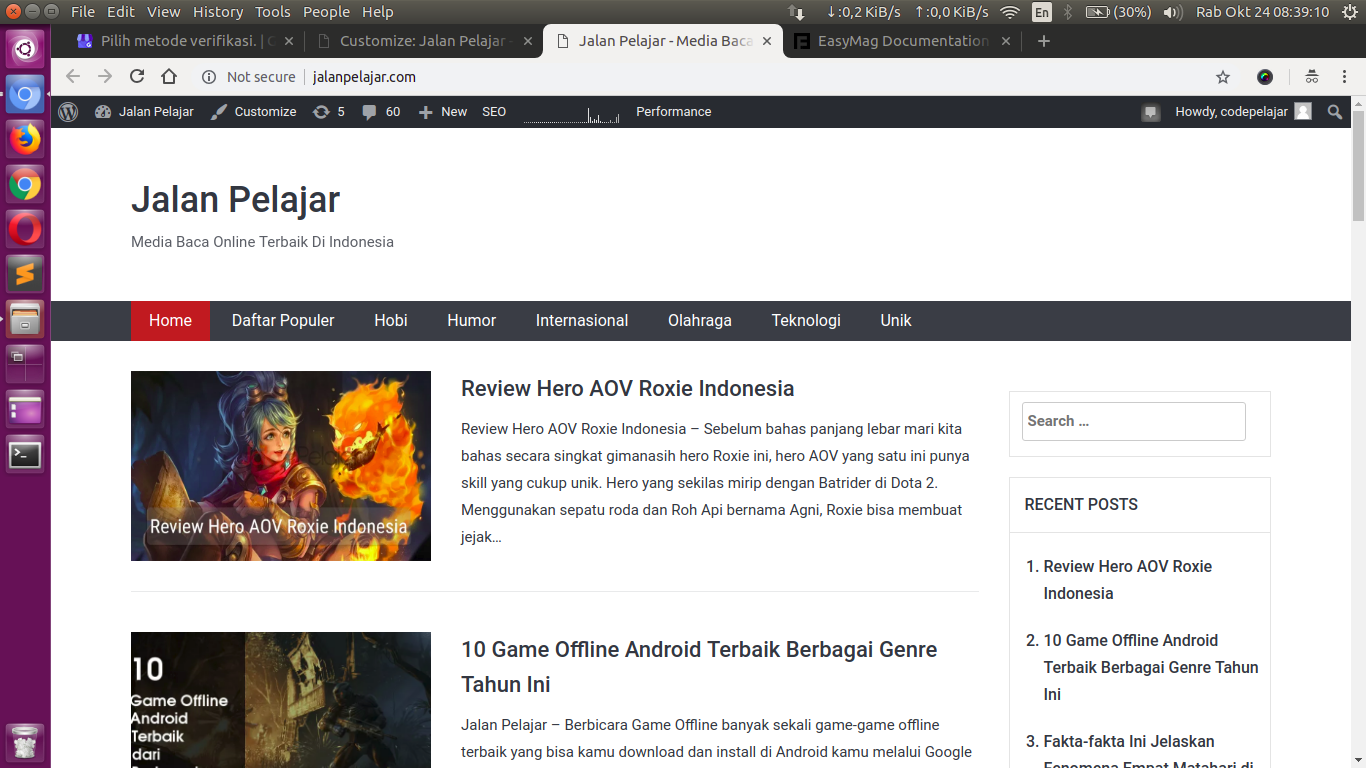 File Edit View History Tools People Help
↓:0,2 KiB/s ↑:0,0 KiB/s En (30%) Rab Okt 24 08:39:10
Pilih metode verifikasi. | Customize: Jalan Pelajar - Jalan Pelajar - Media Baca EasyMag Documentation
Not secure | jalanpelajar.com
Jalan Pelajar Customize 5 60 New SEO Performance Howdy, codepelajar
Jalan Pelajar
Media Baca Online Terbaik Di Indonesia
Home Daftar Populer Hobi Humor Internasional Olahraga Teknologi Unik
Review Hero AOV Roxie Indonesia
Review Hero AOV Roxie Indonesia
Review Hero AOV Roxie Indonesia – Sebelum bahas panjang lebar mari kita
bahas secara singkat gimanasih hero Roxie ini, hero AOV yang satu ini punya
skill yang cukup unik. Hero yang sekilas mirip dengan Batrider di Dota 2.
Menggunakan sepatu roda dan Roh Api bernama Agni, Roxie bisa membuat
jejak…
10
Game Offline
Android
Terbaik
dari
10 Game Offline Android Terbaik Berbagai Genre
Tahun Ini
Jalan Pelajar – Berbicara Game Offline banyak sekali game-game offline
terbaik yang bisa kamu download dan install di Android kamu melalui Google
Search …
RECENT POSTS
1. Review Hero AOV Roxie
Indonesia
2. 10 Game Offline Android
Terbaik Berbagai Genre Tahun
Ini
3. Fakta-fakta Ini Jelaskan
Fenomena Empat Matahari di